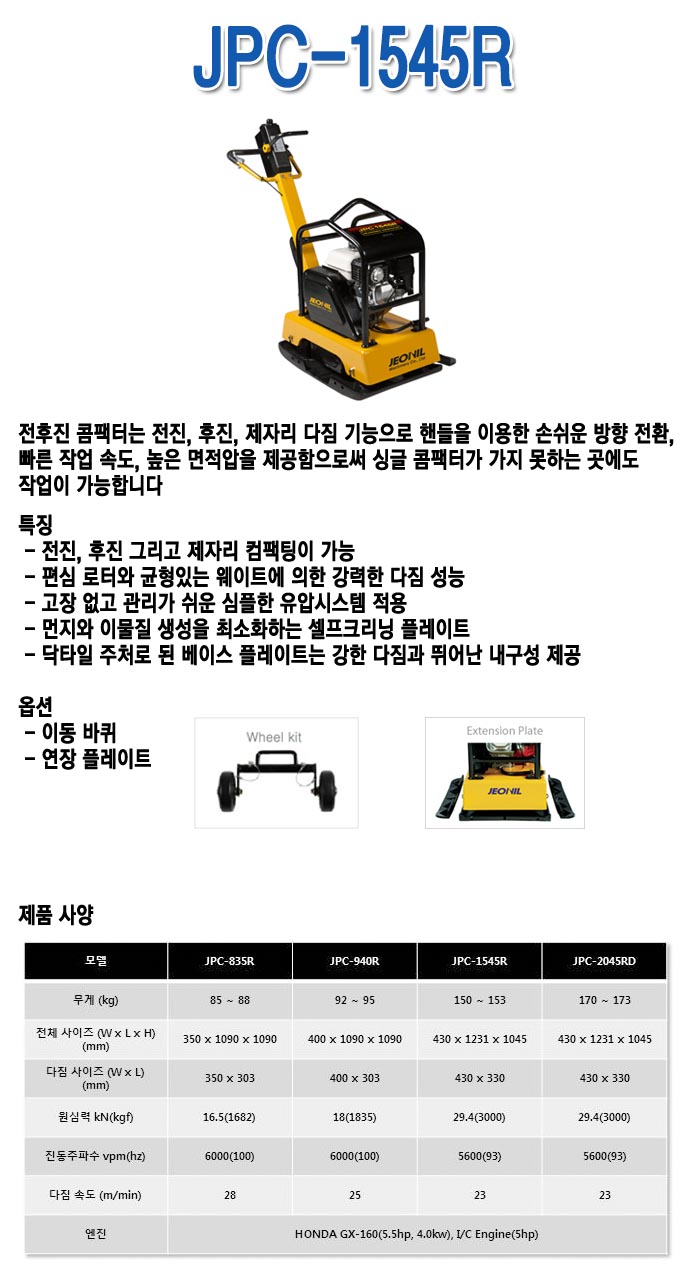 JPC-1545R
JPC-1545R
JEONIL
JEONIL
Machinery Co., Ltd
전후진 콤팩터는 전진, 후진, 제자리 다짐 기능으로 핸들을 이용한 손쉬운 방향 전환,
빠른 작업 속도, 높은 면적압을 제공함으로써 싱글 콤팩터가 가지 못하는 곳에도
작업이 가능합니다
특징
- 전진, 후진 그리고 제자리 컴팩팅이 가능
- 편심 로터와 균형있는 웨이트에 의한 강력한 다짐 성능
- 고장 없고 관리가 쉬운 심플한 유압시스템 적용
- 먼지와 이물질 생성을 최소화하는 셀프크리닝 플레이트
- 닥타일 주처로 된 베이스 플레이트는 강한 다짐과 뛰어난 내구성 제공
옵션
- 이동 바퀴
- 연장 플레이트
Wheel kit
Extension Plate
JEONIL
제품 사양
모델 JPC-835R JPC-940R JPC-1545R JPC-2045RD
무게 (kg) 85 ~ 88 92 ~ 95 150 ~ 153 170 ~ 173
전체 사이즈 (W x L x H)
(mm) 350 x 1090 x 1090 400 x 1090 x 1090 430 x 1231 x 1045 430 x 1231 x 1045
다짐 사이즈 (W x L)
(mm) 350 x 303 400 x 303 430 x 330 430 x 330
원심력 kN(kgf) 16.5(1682) 18(1835) 29.4(3000) 29.4(3000)
진동주파수 vpm(hz) 6000(100) 6000(100) 5600(93) 5600(93)
다짐 속도 (m/min) 28 25 23 23
엔진 HONDA GX-160(5.5hp, 4.0kw), I/C Engine(5hp)